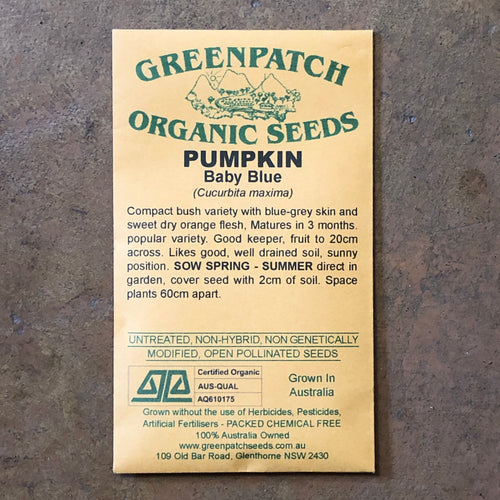 GREENPATCH
ORGANIC SEEDS
PUMPKIN
Baby Blue
(Cucurbita maxima)
Compact bush variety with blue-grey skin and
sweet dry orange flesh, Matures in 3 months.
popular variety. Good keeper, fruit to 20cm
across. Likes good, well drained soil, sunny
position. SOW SPRING - SUMMER direct in
garden, cover seed with 2cm of soil. Space
plants 60cm apart.
UNTREATED, NON-HYBRID, NON GENETICALLY
MODIFIED, OPEN POLLINATED SEEDS
Certified Organic
AUS-QUAL
AQ610175
Grown In
Australia
Grown without the use of Herbicides, Pesticides,
Artificial Fertilisers - PACKED CHEMICAL FREE
100% Australia Owned
www.greenpatchseeds.com.au
109 Old Bar Road, Glenthorne NSW 2430